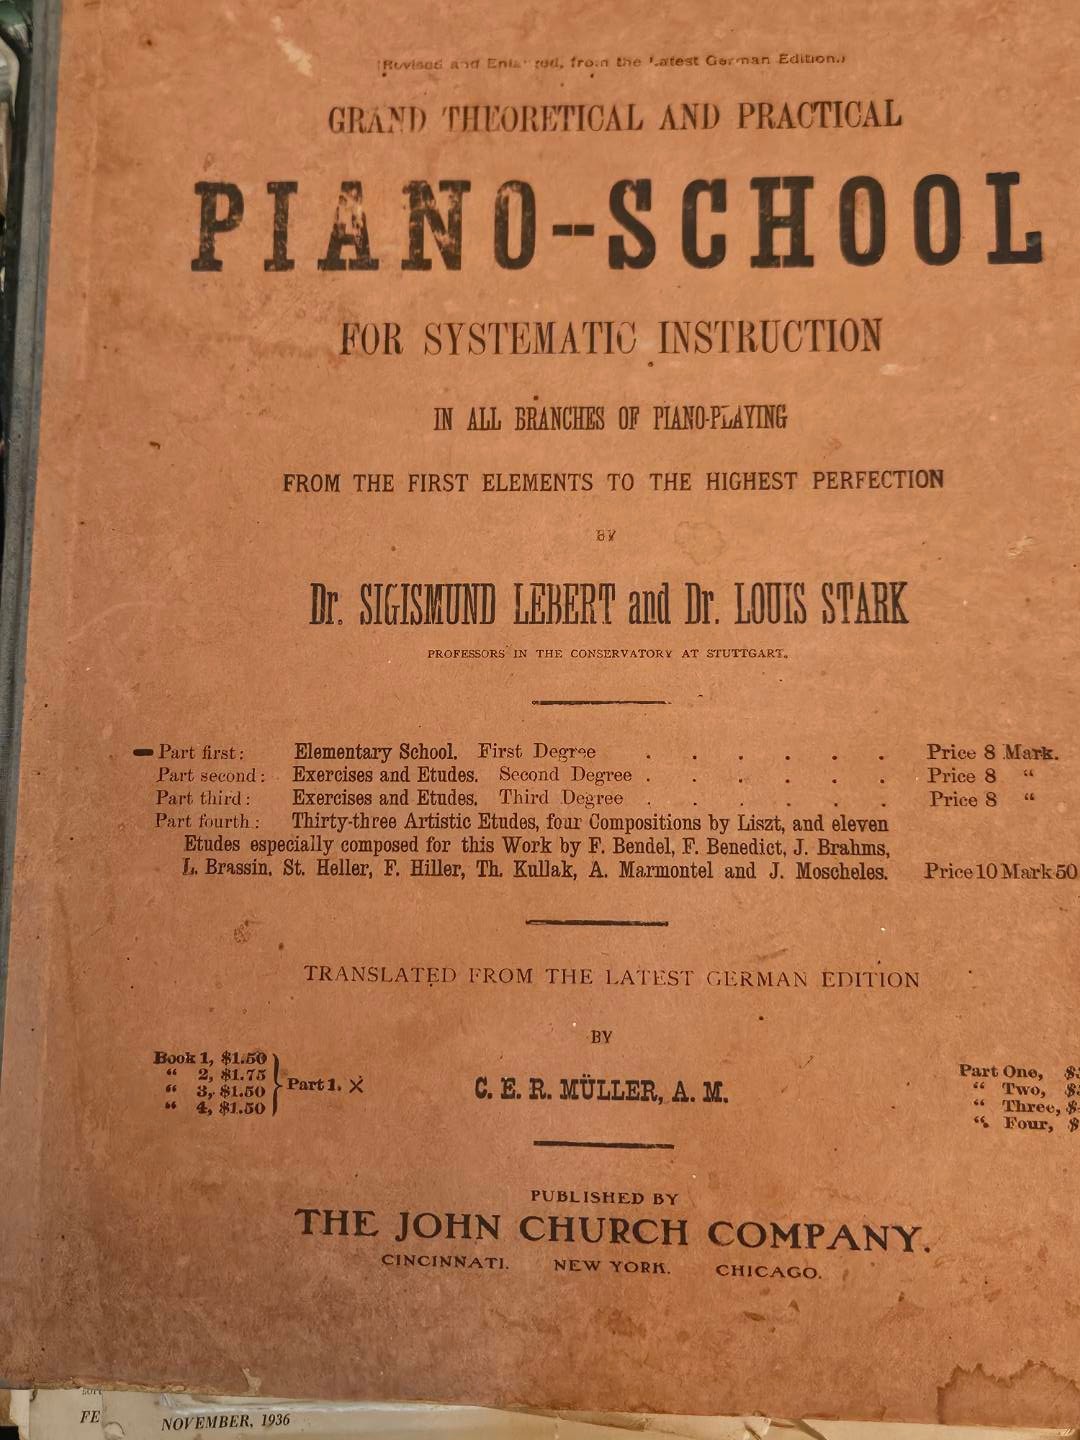 (Revised and Enlarged, from the Latest German Edition.)
GRAND THEORETICAL AND PRACTICAL
PIANO--SCHOOL
FOR SYSTEMATIC INSTRUCTION
IN ALL BRANCHES OF PIANO-PLAYING
FROM THE FIRST ELEMENTS TO THE HIGHEST PERFECTION
BY
Dr. SIGISMUND LEBERT and Dr. LOUIS STARK
PROFESSORS IN THE CONSERVATORY AT STUTTGART.
Part first: Elementary School. First Degree . . . . . . Price 8 Mark.
Part second: Exercises and Etudes. Second Degree . . . . . . Price 8 “
Part third: Exercises and Etudes. Third Degree . . . . . . Price 8 “
Part fourth: Thirty-three Artistic Etudes, four Compositions by Liszt, and eleven
Etudes especially composed for this Work by F. Bendel, F. Benedict, J. Brahms,
L. Brassin, St. Heller, F. Hiller, Th. Kullak, A. Marmontel and J. Moscheles. Price 10 Mark 50
TRANSLATED FROM THE LATEST GERMAN EDITION
BY
C. E. R. MÜLLER, A. M.
Book 1, $1.50
“ 2, $1.75
“ 3, $1.50
“ 4, $1.50
Part 1. X
Part One, $
“ Two, $
“ Three, $
“ Four, $
PUBLISHED BY
THE JOHN CHURCH COMPANY.
CINCINNATI. NEW YORK. CHICAGO.
FE
NOVEMBER, 1936